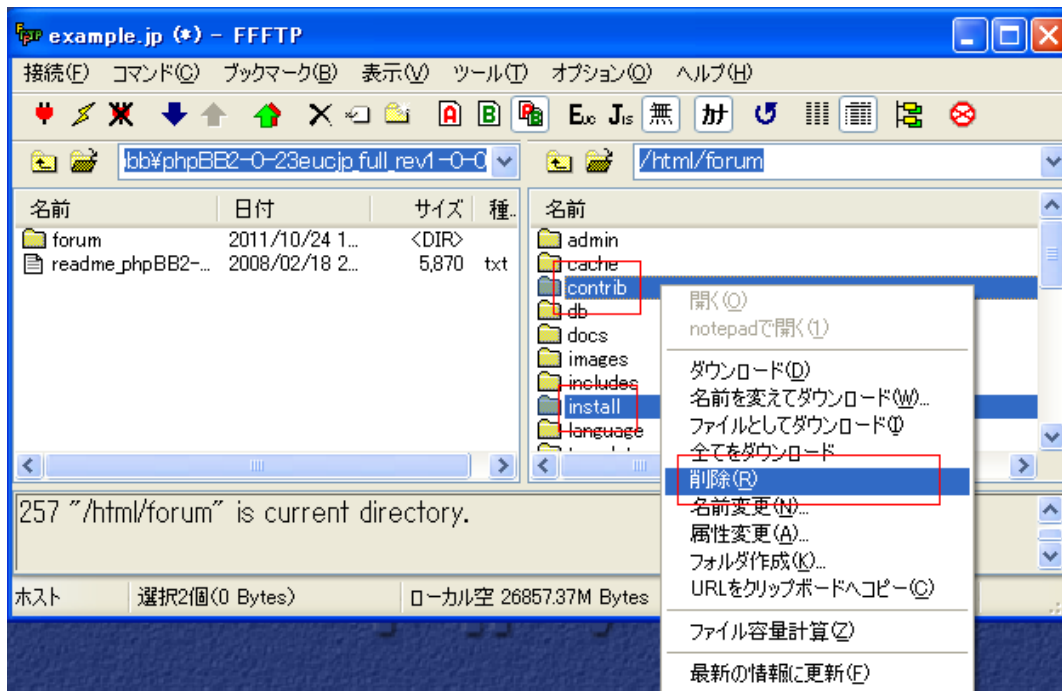 example.jp (*) - FFFTP
接続(F) コマンド(C) ブックマーク(B) 表示(V) ツール(T) オプション(O) ヘルプ(H)
A B Euc JIS 無 カナ
bb¥phpBB2-0-23eucjp_full_rev1-0-0
/html/forum
名前 日付 サイズ 種..
forum 2011/10/24 1... <DIR>
readme_phpBB2-... 2008/02/18 2... 5,870 txt
名前
admin
cache
contrib
db
docs
images
includes
install
language
開く(O)
notepadで開く(1)
ダウンロード(D)
名前を変えてダウンロード(W)...
ファイルとしてダウンロード(I)
全てをダウンロード
削除(R)
名前変更(N)...
属性変更(A)...
フォルダ作成(K)...
URLをクリップボードへコピー(C)
ファイル容量計算(Z)
最新の情報に更新(F)
257 "/html/forum" is current directory.
ホスト 選択2個(0 Bytes) ローカル空 26857.37M Bytes